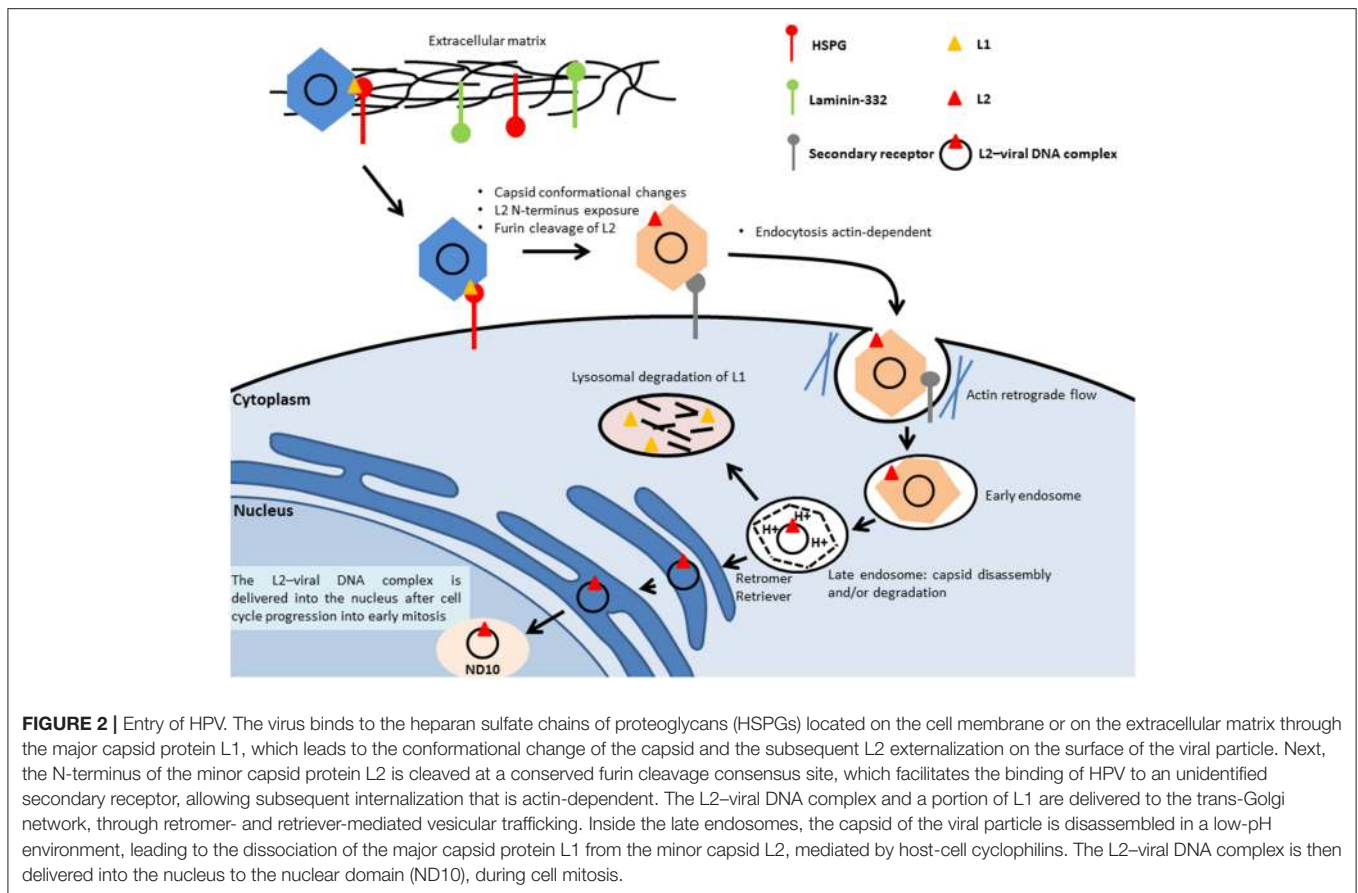 Extracellular matrix
HSPG
L1
Laminin-332
L2
Secondary receptor
L2–viral DNA complex
• Capsid conformational changes
• L2 N-terminus exposure
• Furin cleavage of L2
• Endocytosis actin-dependent
Lysosomal degradation of L1
Cytoplasm
Actin retrograde flow
Early endosome
Nucleus
H+
H+
H+
The L2–viral DNA complex is
delivered into the nucleus after cell
cycle progression into early mitosis
Retromer
Retriever
Late endosome: capsid disassembly
and/or degradation
ND10
FIGURE 2 | Entry of HPV. The virus binds to the heparan sulfate chains of proteoglycans (HSPGs) located on the cell membrane or on the extracellular matrix through
the major capsid protein L1, which leads to the conformational change of the capsid and the subsequent L2 externalization on the surface of the viral particle. Next,
the N-terminus of the minor capsid protein L2 is cleaved at a conserved furin cleavage consensus site, which facilitates the binding of HPV to an unidentified
secondary receptor, allowing subsequent internalization that is actin-dependent. The L2–viral DNA complex and a portion of L1 are delivered to the trans-Golgi
network, through retromer- and retriever-mediated vesicular trafficking. Inside the late endosomes, the capsid of the viral particle is disassembled in a low-pH
environment, leading to the dissociation of the major capsid protein L1 from the minor capsid L2, mediated by host-cell cyclophilins. The L2–viral DNA complex is then
delivered into the nucleus to the nuclear domain (ND10), during cell mitosis.